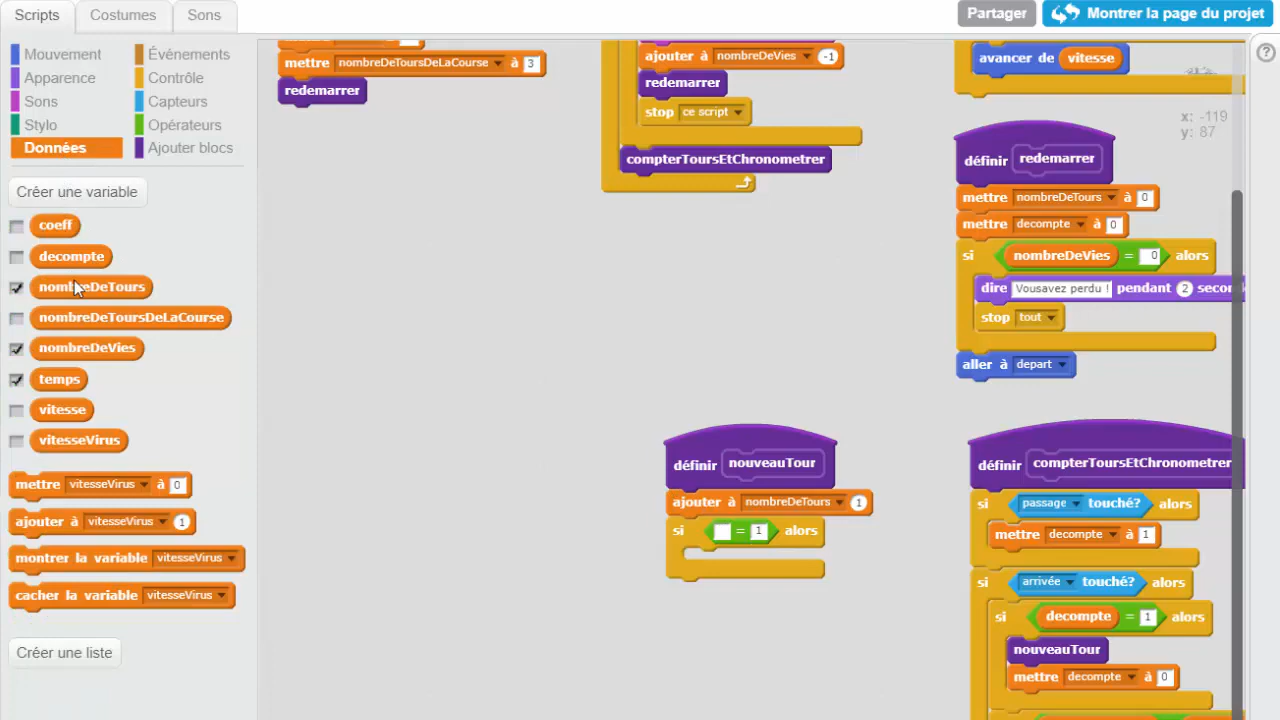 Scripts
Costumes
Sons
Partager
Montrer la page du projet
Mouvement
Événements
Apparence
Contrôle
Sons
Capteurs
Stylo
Opérateurs
Données
Ajouter blocs
Créer une variable
coeff
decompte
nombreDeTours
nombreDeToursDeLaCourse
nombreDeVies
temps
vitesse
vitesseVirus
mettre vitesseVirus à 0
ajouter à vitesseVirus 1
montrer la variable vitesseVirus
cacher la variable vitesseVirus
Créer une liste
mettre nombreDeToursDeLaCourse à 3
redemarrer
ajouter à nombreDeVies -1
redemarrer
stop ce script
compterToursEtChronometrer
définir nouveauTour
ajouter à nombreDeTours 1
si = 1 alors
avancer de vitesse
x: -119
y: 87
définir redemarrer
mettre nombreDeTours à 0
mettre decompte à 0
si nombreDeVies = 0 alors
dire Vousavez perdu ! pendant 2
stop tout
aller à depart
définir compterToursEtChronometrer
si passage touché? alors
mettre decompte à 1
si arrivée touché? alors
si decompte = 1 alors
nouveauTour
mettre decompte à 0